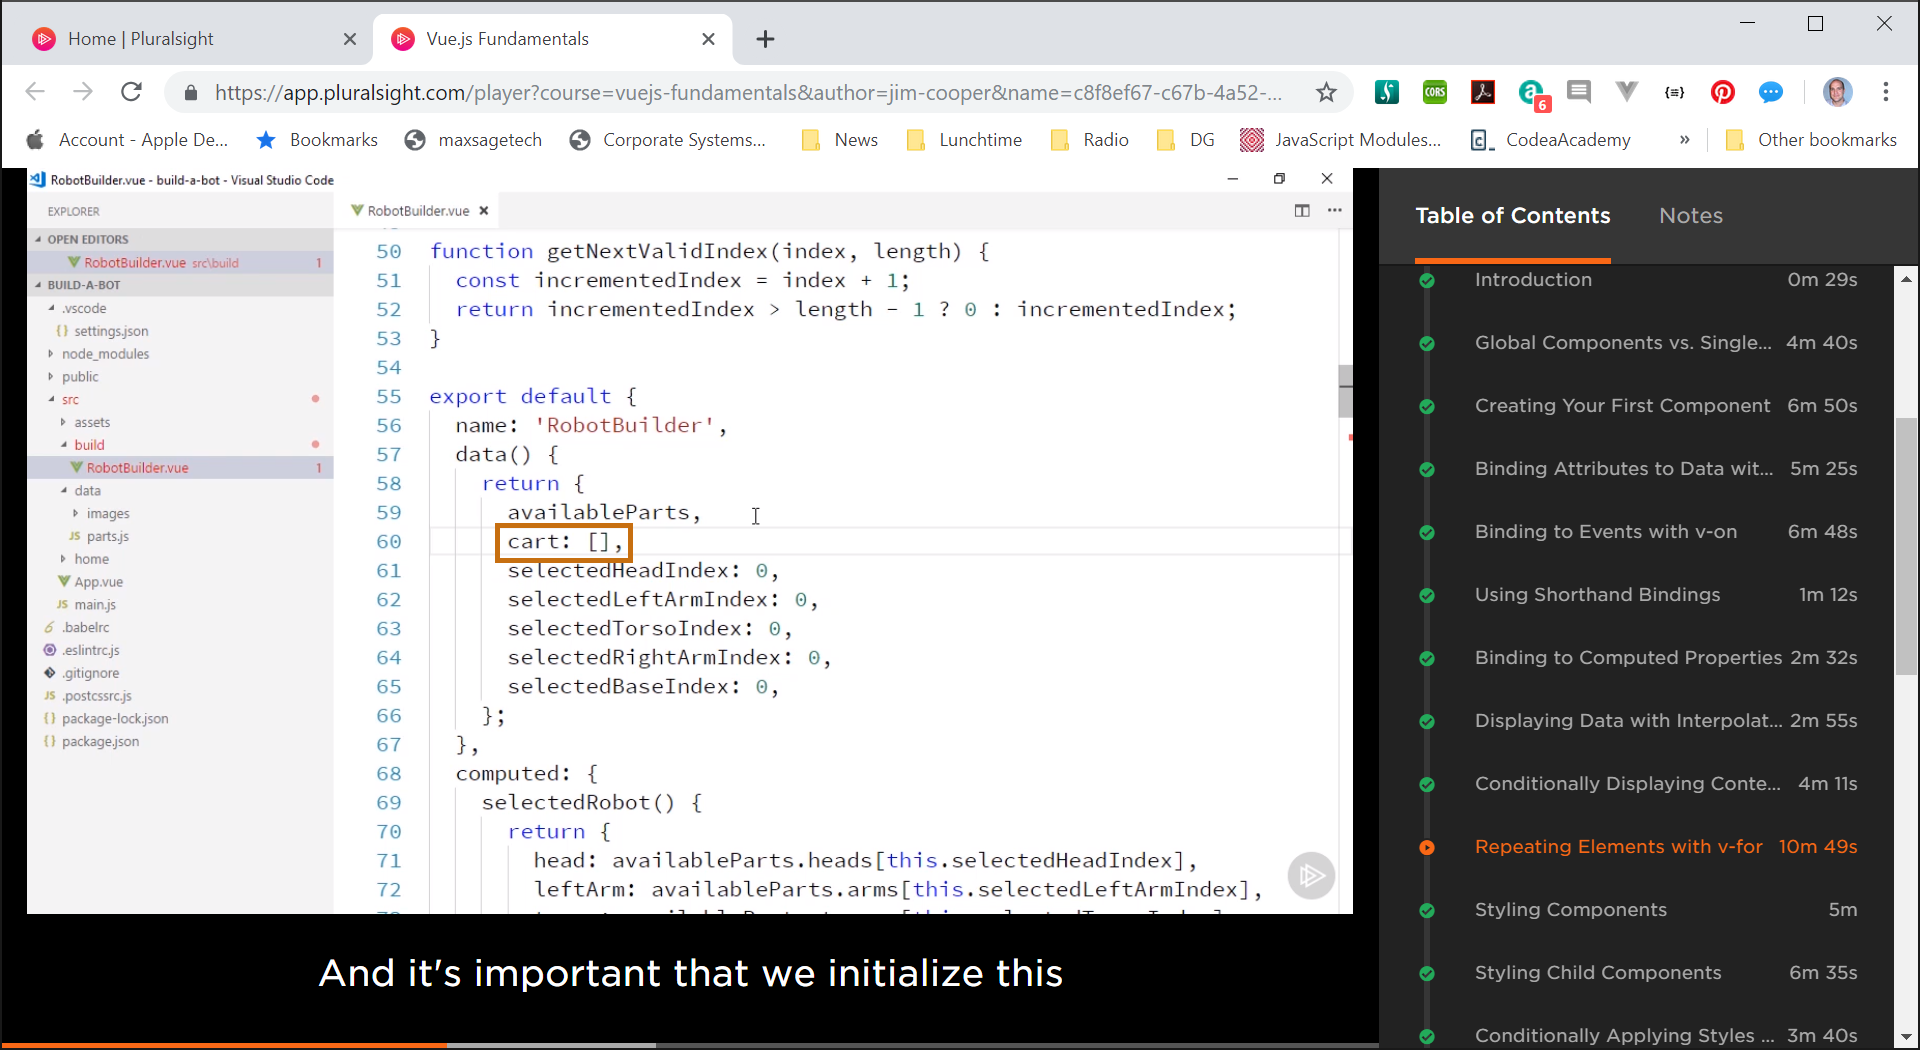 Home | Pluralsight
Vue.js Fundamentals
https://app.pluralsight.com/player?course=vuejs-fundamentals&author=jim-cooper&name=c8f8ef67-c67b-4a52-...
CORS
6
Account - Apple De...
Bookmarks
maxsagetech
Corporate Systems...
News
Lunchtime
Radio
DG
JavaScript Modules...
CodeaAcademy
»
Other bookmarks
RobotBuilder.vue - build-a-bot - Visual Studio Code
EXPLORER
OPEN EDITORS
RobotBuilder.vue src\build 1
BUILD-A-BOT
.vscode
{} settings.json
node_modules
public
src
assets
build
RobotBuilder.vue 1
data
images
JS parts.js
home
App.vue
JS main.js
.babelrc
.eslintrc.js
.gitignore
JS .postcssrc.js
{} package-lock.json
{} package.json
RobotBuilder.vue
50 function getNextValidIndex(index, length) {
51 const incrementedIndex = index + 1;
52 return incrementedIndex > length - 1 ? 0 : incrementedIndex;
53 }
54
55 export default {
56 name: 'RobotBuilder',
57 data() {
58 return {
59 availableParts,
60 cart: [],
61 selectedHeadIndex: 0,
62 selectedLeftArmIndex: 0,
63 selectedTorsoIndex: 0,
64 selectedRightArmIndex: 0,
65 selectedBaseIndex: 0,
66 };
67 },
68 computed: {
69 selectedRobot() {
70 return {
71 head: availableParts.heads[this.selectedHeadIndex],
72 leftArm: availableParts.arms[this.selectedLeftArmIndex],
And it's important that we initialize this
Table of Contents
Notes
Introduction 0m 29s
Global Components vs. Single... 4m 40s
Creating Your First Component 6m 50s
Binding Attributes to Data wit... 5m 25s
Binding to Events with v-on 6m 48s
Using Shorthand Bindings 1m 12s
Binding to Computed Properties 2m 32s
Displaying Data with Interpolat... 2m 55s
Conditionally Displaying Conte... 4m 11s
Repeating Elements with v-for 10m 49s
Styling Components 5m
Styling Child Components 6m 35s
Conditionally Applying Styles ... 3m 40s